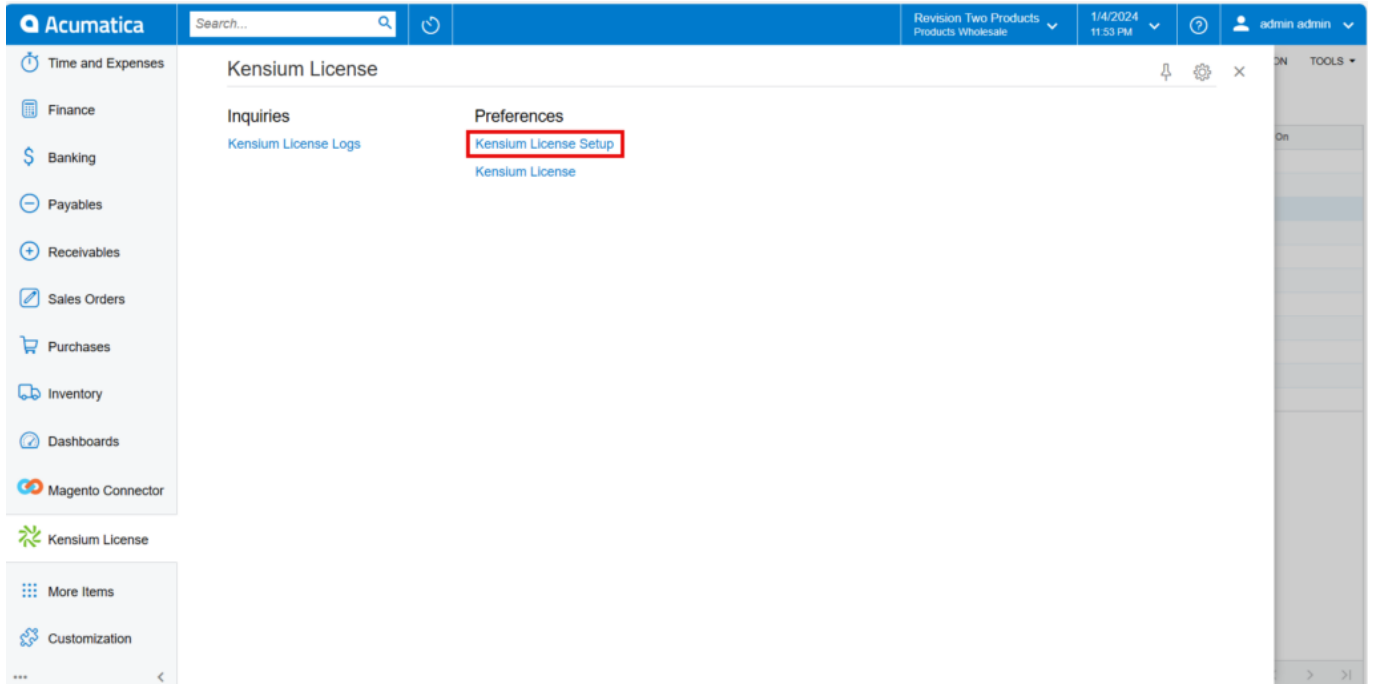 Acumatica
Search...
Revision Two Products
Products Wholesale
1/4/2024
11:53 PM
admin admin
Time and Expenses
Finance
Banking
Payables
Receivables
Sales Orders
Purchases
Inventory
Dashboards
Magento Connector
Kensium License
More Items
Customization
Kensium License
Inquiries
Kensium License Logs
Preferences
Kensium License Setup
Kensium License
ON TOOLS
On